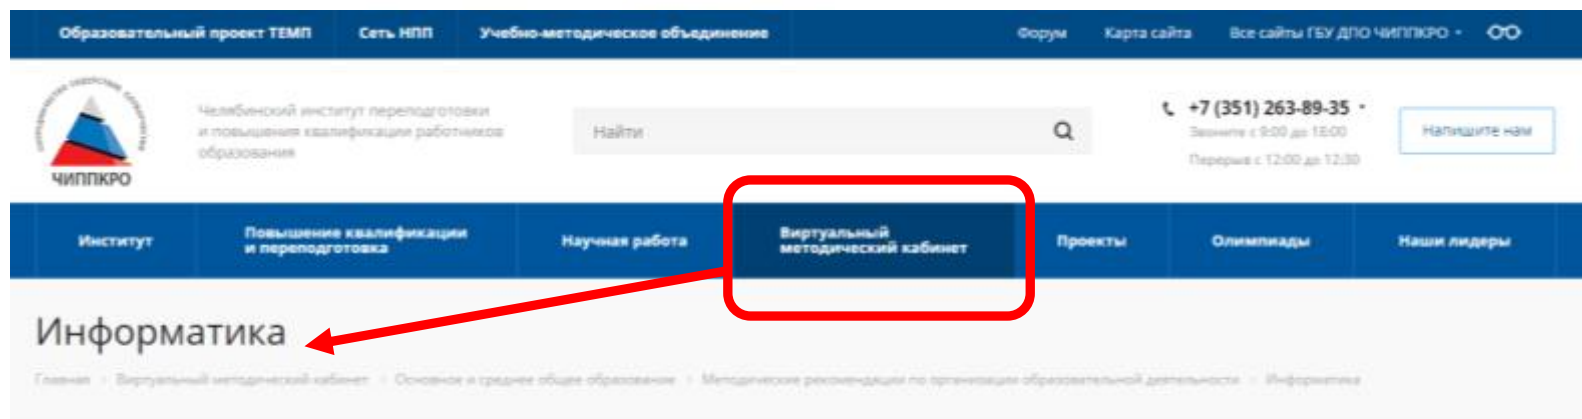 Образовательный проект ТЕМП Сеть НПП Учебно-методическое объединение Форум Карта сайта Все сайты ГБУ ДПО ЧИППКРО
Челябинский институт переподготовки
и повышения квалификации работников
образования
ЧИППКРО
Найти
+7 (351) 263-89-35
Звоните с 9:00 до 18:00
Перерыв с 12:00 до 12:30
Напишите нам
Институт
Повышение квалификации
и переподготовка
Научная работа
Виртуальный
методический кабинет
Проекты
Олимпиады
Наши лидеры
Информатика
Главная Виртуальный методический кабинет Основное и среднее общее образование Методические рекомендации по организации образовательной деятельности Информатика